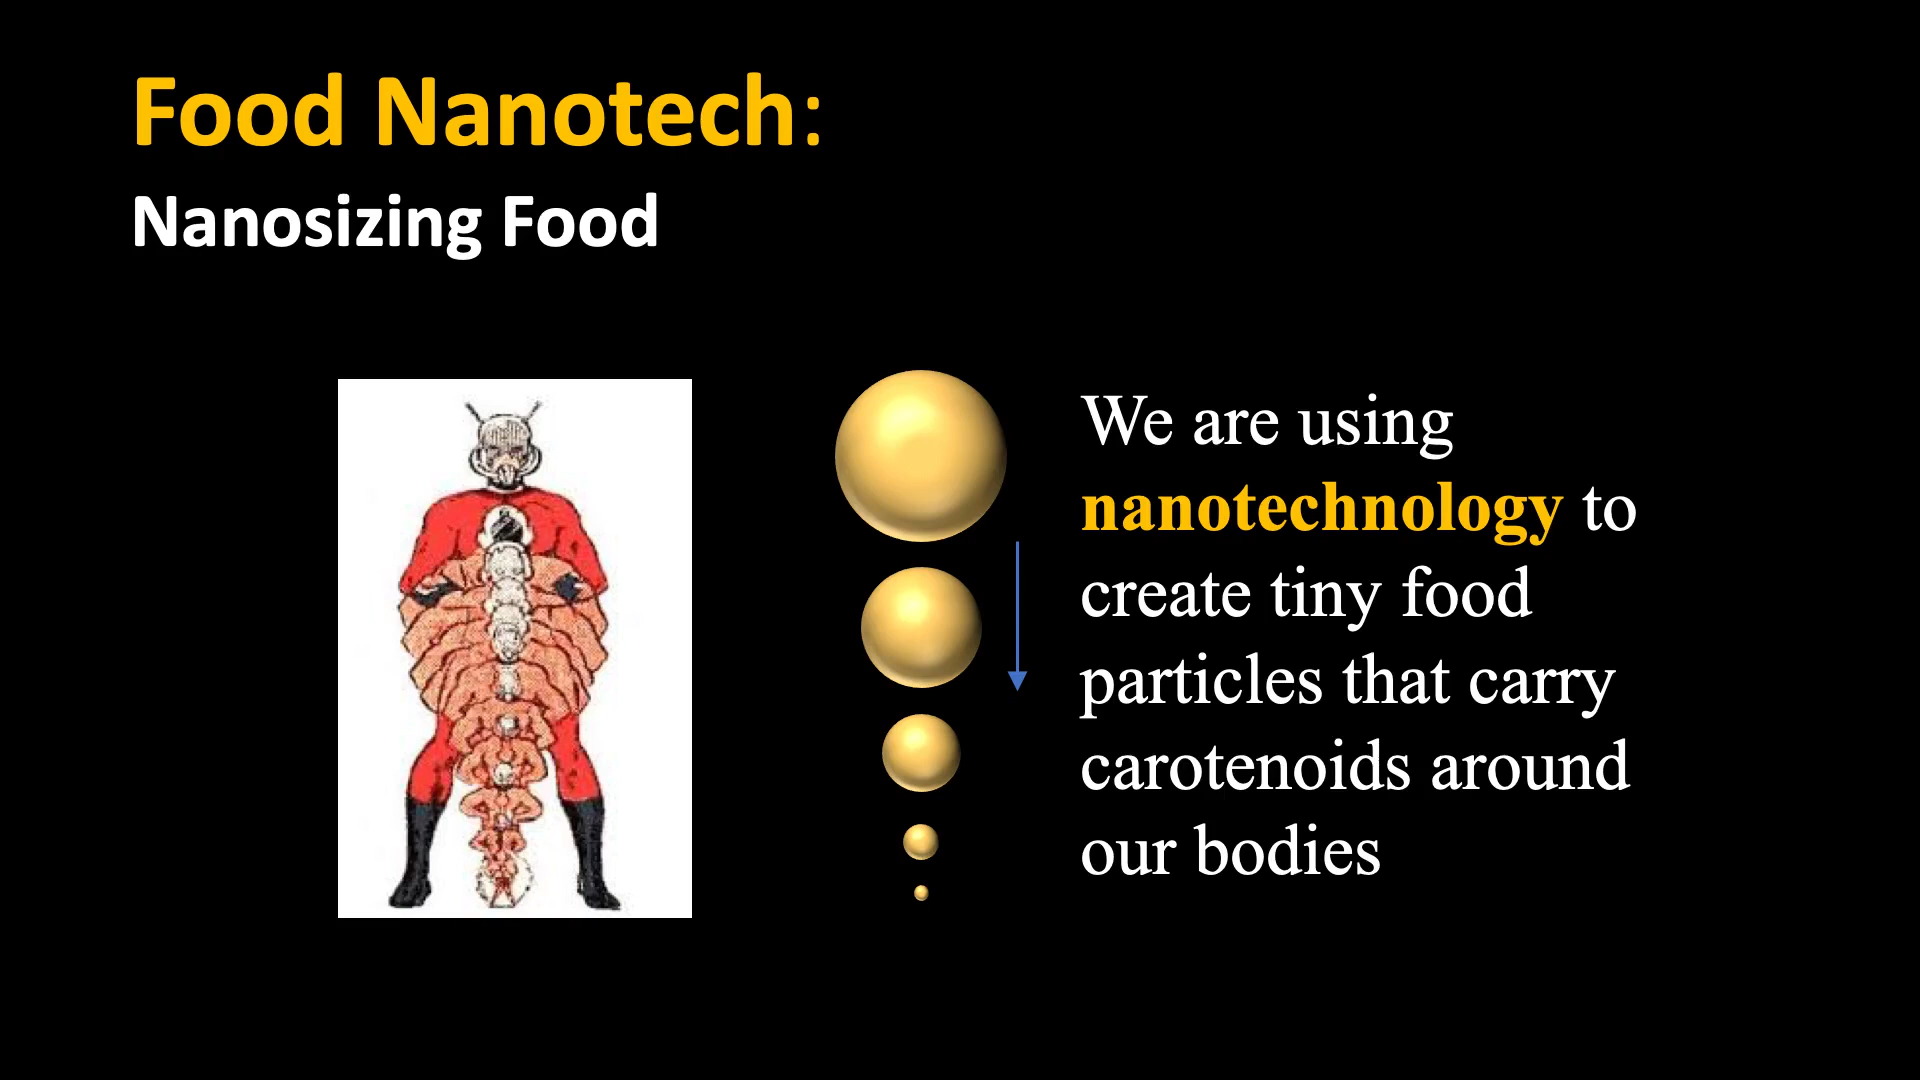 Food Nanotech:
Nanosizing Food
We are using
nanotechnology to
create tiny food
particles that carry
carotenoids around
our bodies